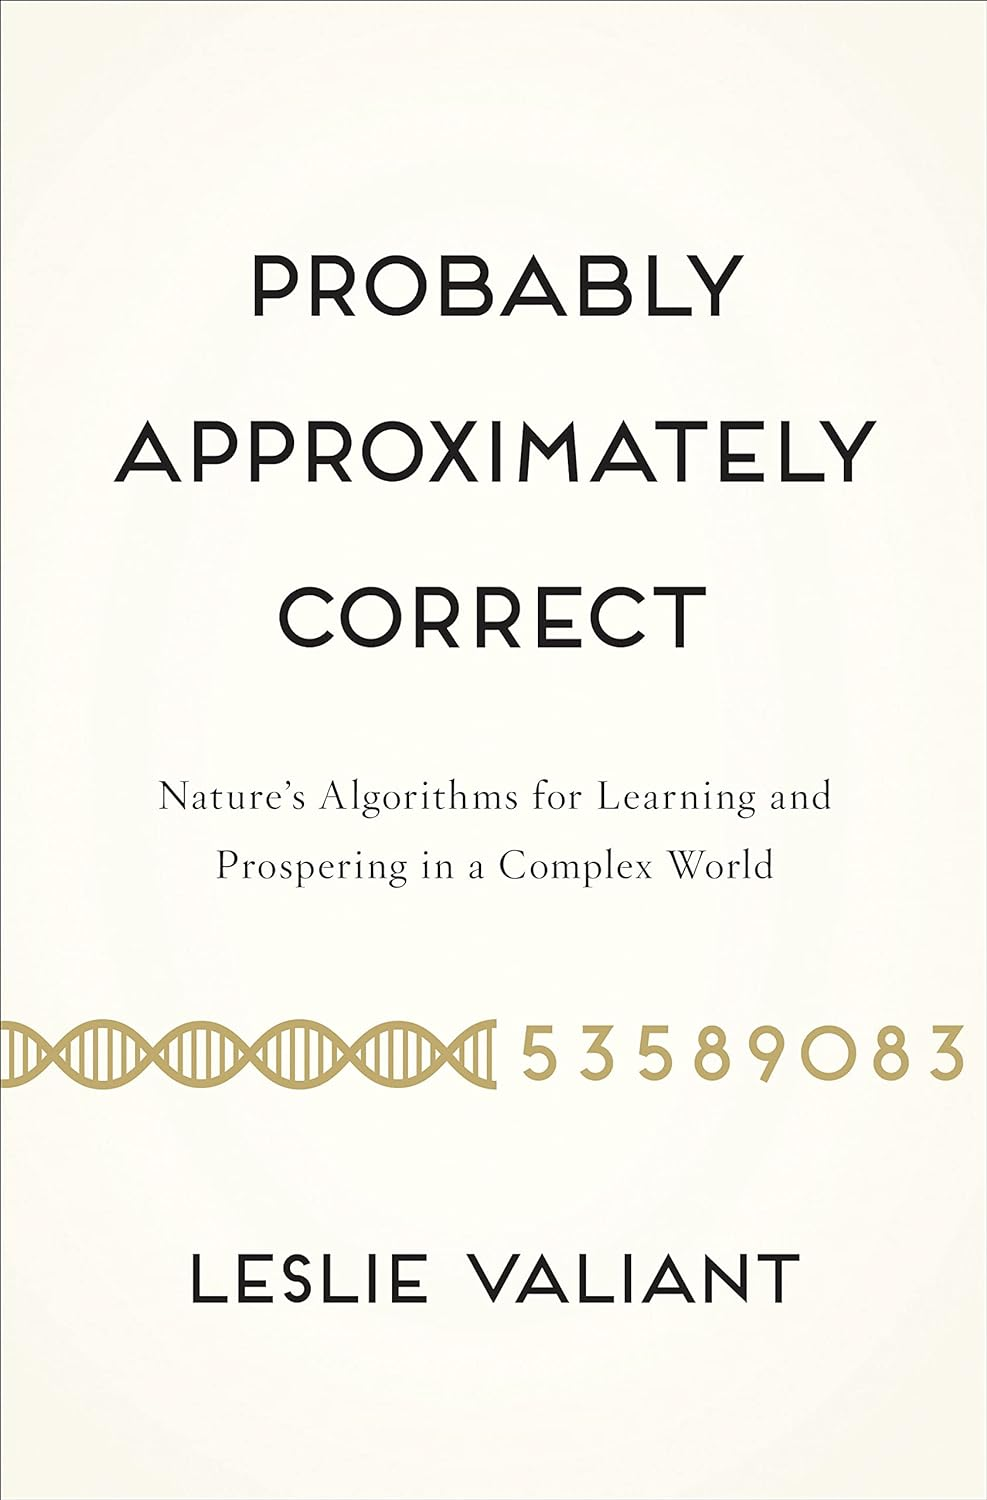 PROBABLY
APPROXIMATELY
CORRECT
Nature’s Algorithms for Learning and
Prospering in a Complex World
53589083
LESLIE VALIANT